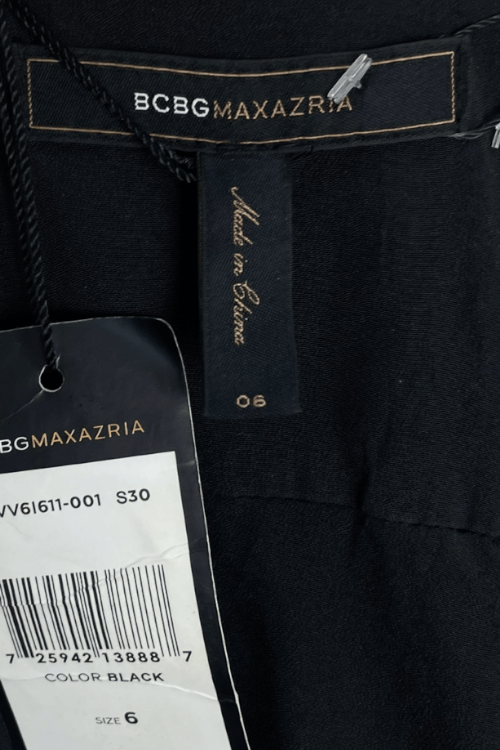 BCBGMAXAZRIA
Made in China
06
BGMAXAZRIA
VV6I611-001 S30
7 25942 13888 7
COLOR BLACK
SIZE 6